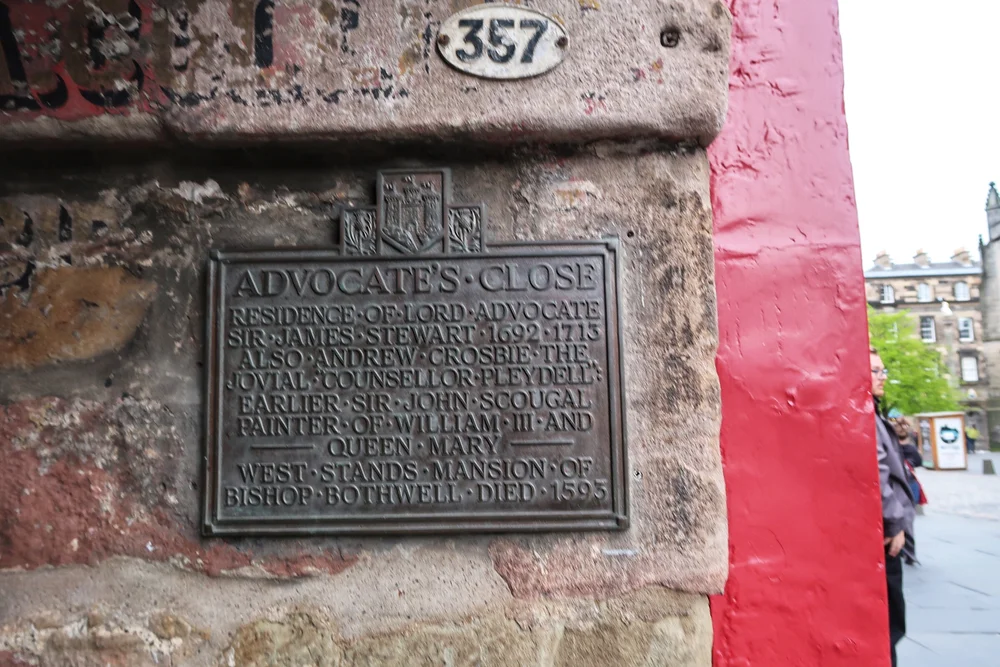 357
ADVOCATE'S · CLOSE
RESIDENCE · OF · LORD · ADVOCATE
SIR · JAMES · STEWART · 1692 · 1713
ALSO · ANDREW · CROSBIE · THE
JOVIAL "COUNSELLOR · PLEYDELL"
EARLIER · SIR · JOHN · SCOUGAL
PAINTER · OF · WILLIAM · III · AND
QUEEN · MARY
WEST · STANDS · MANSION · OF
BISHOP · BOTHWELL · DIED · 1593